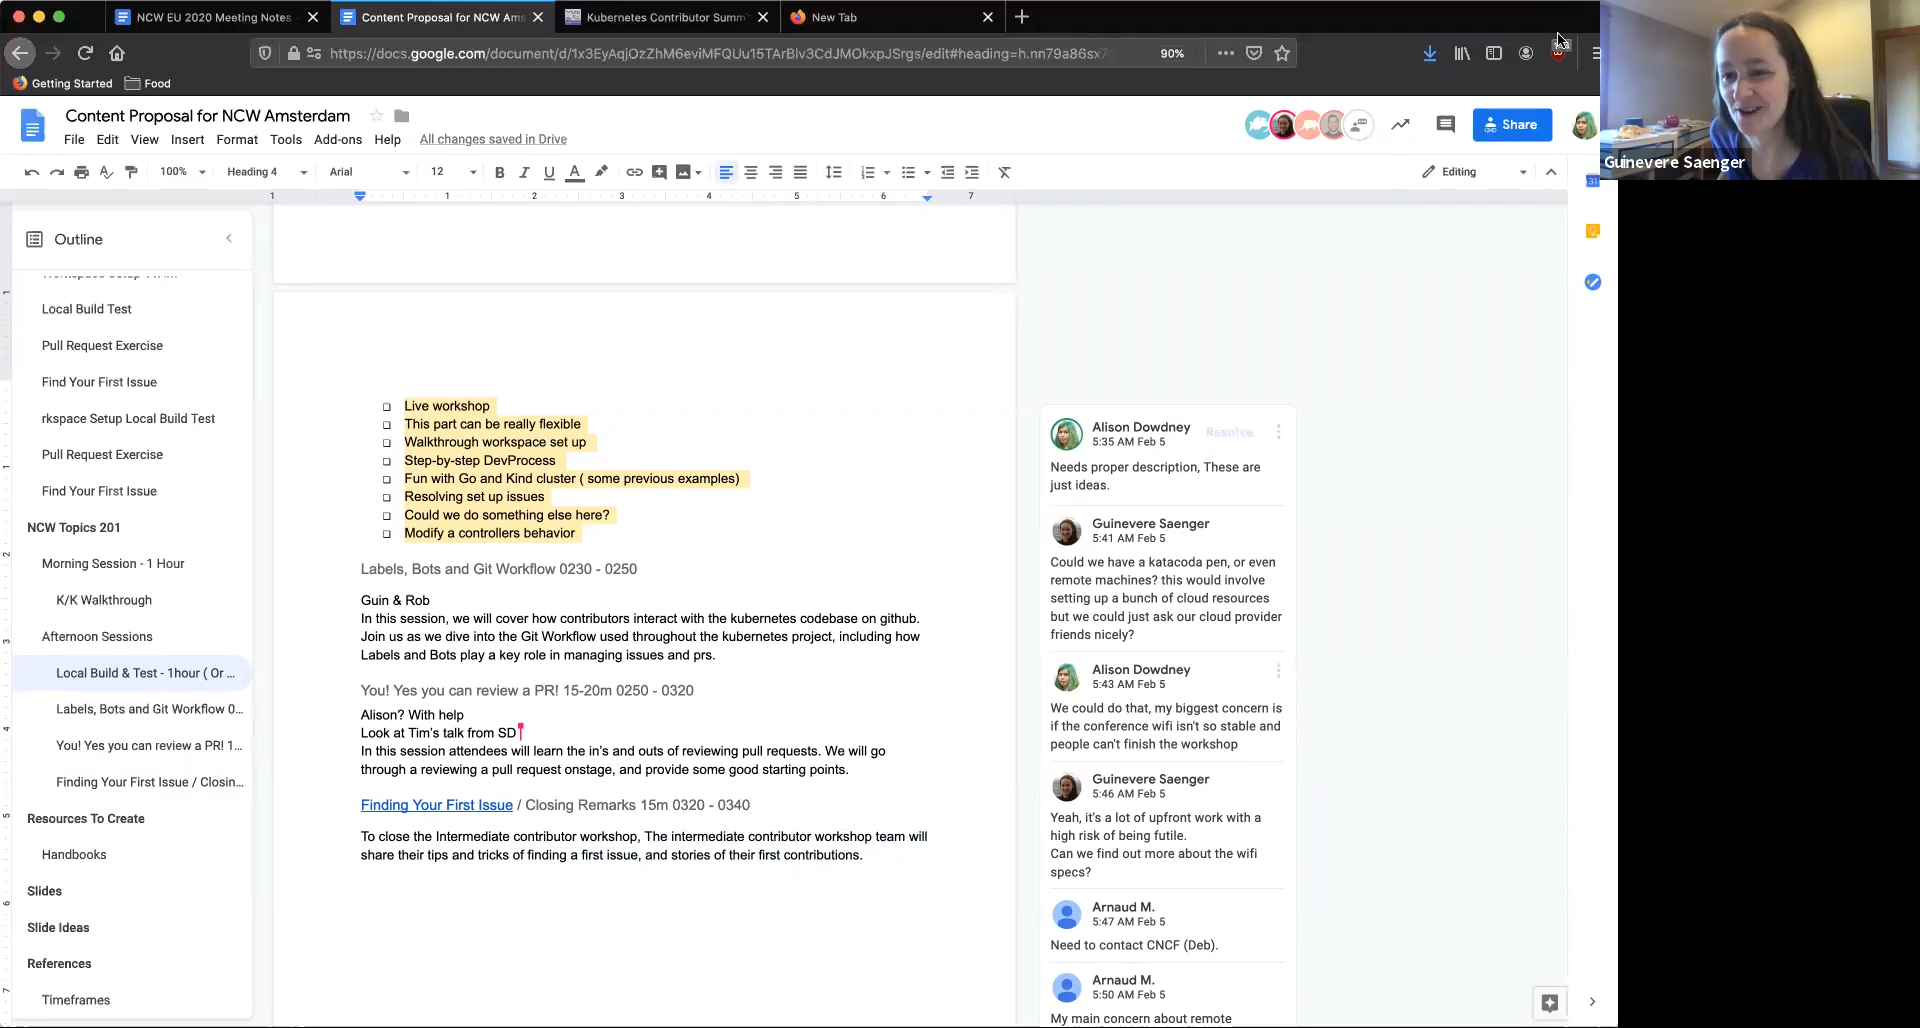 NCW EU 2020 Meeting Notes
Content Proposal for NCW Ams
Kubernetes Contributor Summ
New Tab
https://docs.google.com/document/d/1x3EyAqjOzZhM6eviMFQUu15TArBlv3CdJMOkxpJSrgs/edit#heading=h.nn79a86sx7
90%
Getting Started
Food
Content Proposal for NCW Amsterdam
File Edit View Insert Format Tools Add-ons Help All changes saved in Drive
Share
Guinevere Saenger
100% Heading 4 Arial 12 Editing
1 1 2 3 4 5 6 7
Outline
Local Build Test
Pull Request Exercise
Find Your First Issue
rkspace Setup Local Build Test
Pull Request Exercise
Find Your First Issue
NCW Topics 201
Morning Session - 1 Hour
K/K Walkthrough
Afternoon Sessions
Local Build & Test - 1hour ( Or ...
Labels, Bots and Git Workflow 0...
You! Yes you can review a PR! 1...
Finding Your First Issue / Closin...
Resources To Create
Handbooks
Slides
Slide Ideas
References
Timeframes
Live workshop
This part can be really flexible
Walkthrough workspace set up
Step-by-step DevProcess
Fun with Go and Kind cluster ( some previous examples)
Resolving set up issues
Could we do something else here?
Modify a controllers behavior
Labels, Bots and Git Workflow 0230 - 0250
Guin & Rob
In this session, we will cover how contributors interact with the kubernetes codebase on github.
Join us as we dive into the Git Workflow used throughout the kubernetes project, including how
Labels and Bots play a key role in managing issues and prs.
You! Yes you can review a PR! 15-20m 0250 - 0320
Alison? With help
Look at Tim's talk from SD
In this session attendees will learn the in's and outs of reviewing pull requests. We will go
through a reviewing a pull request onstage, and provide some good starting points.
Finding Your First Issue / Closing Remarks 15m 0320 - 0340
To close the Intermediate contributor workshop, The intermediate contributor workshop team will
share their tips and tricks of finding a first issue, and stories of their first contributions.
Alison Dowdney
Resolve
5:35 AM Feb 5
Needs proper description, These are
just ideas.
Guinevere Saenger
5:41 AM Feb 5
Could we have a katacoda pen, or even
remote machines? this would involve
setting up a bunch of cloud resources
but we could just ask our cloud provider
friends nicely?
Alison Dowdney
5:43 AM Feb 5
We could do that, my biggest concern is
if the conference wifi isn't so stable and
people can't finish the workshop
Guinevere Saenger
5:46 AM Feb 5
Yeah, it's a lot of upfront work with a
high risk of being futile.
Can we find out more about the wifi
specs?
Arnaud M.
5:47 AM Feb 5
Need to contact CNCF (Deb).
Arnaud M.
5:50 AM Feb 5
My main concern about remote